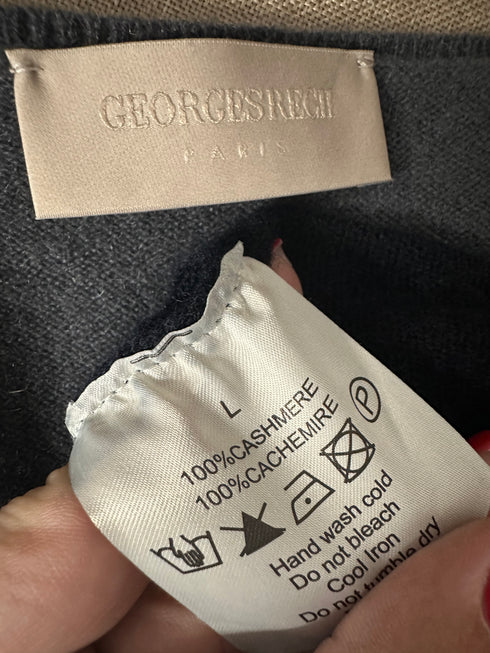 GEORGESRECH
PARIS
L
100%CASHMERE
100%CACHEMIRE
P
Hand wash cold
Do not bleach
Cool Iron
Do not tumble dry